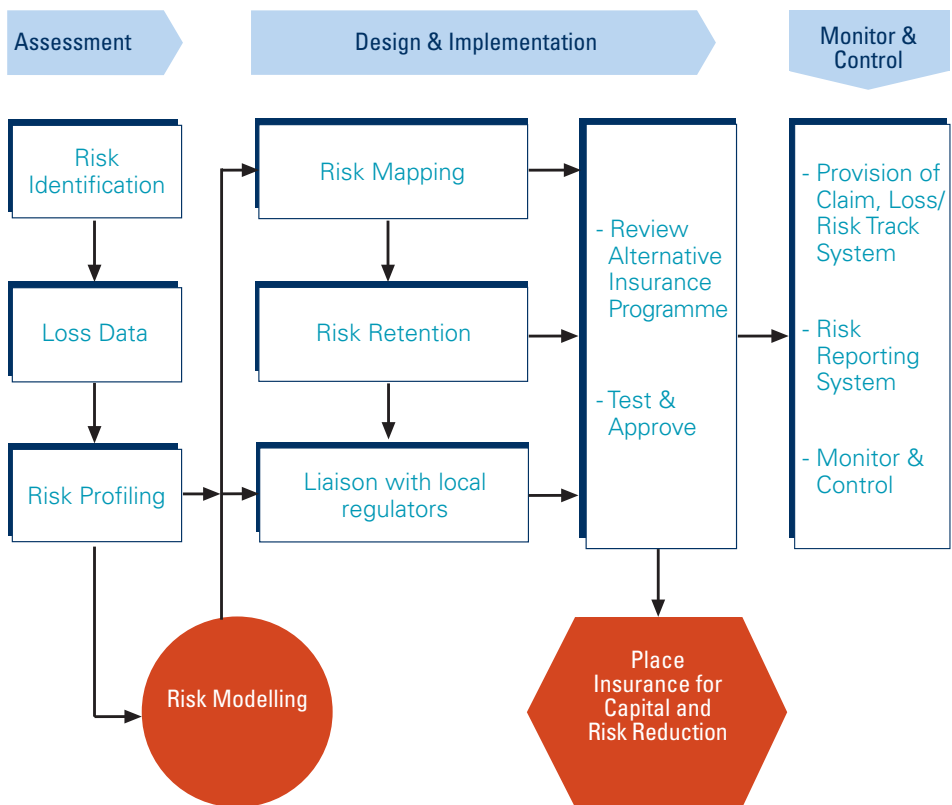 Assessment
Design & Implementation
Monitor &
Control
Risk
Identification
Loss Data
Risk Profiling
Risk Modelling
Risk Mapping
Risk Retention
Liaison with local
regulators
- Review
Alternative
Insurance
Programme
- Test &
Approve
Place
Insurance for
Capital and
Risk Reduction
- Provision of
Claim, Loss/
Risk Track
System
- Risk
Reporting
System
- Monitor &
Control